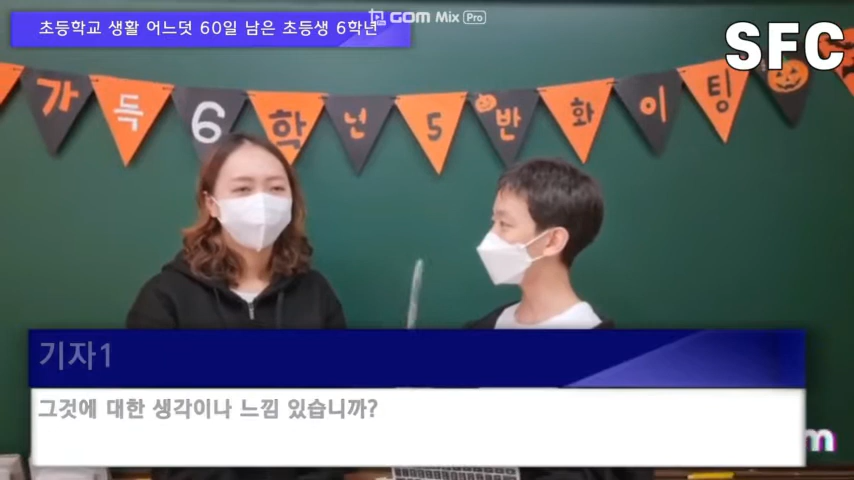 GOM Mix Pro
초등학교 생활 어느덧 60일 남은 초등생 6학년
SFC
가득 6학년 5반 화이팅
기자1
그것에 대한 생각이나 느낌 있습니까?
m